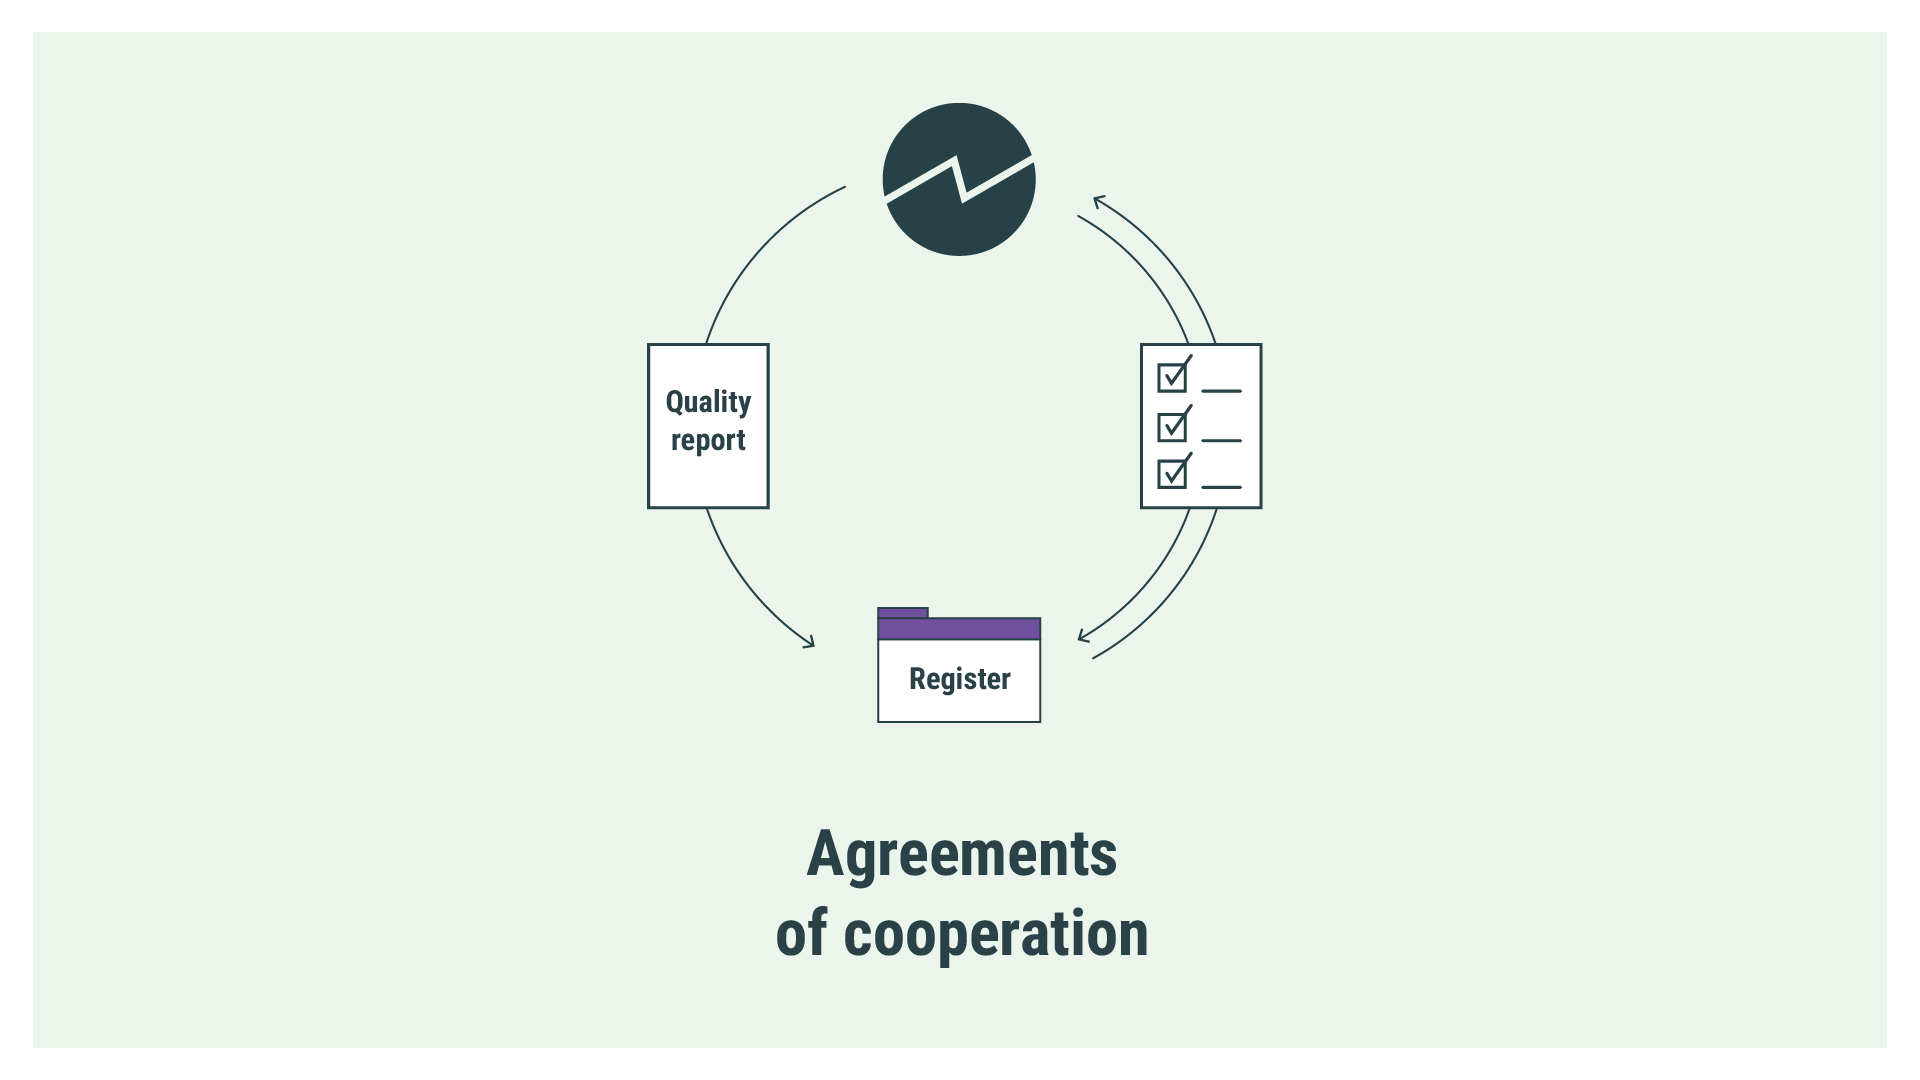 Quality
report
Register
Agreements
of cooperation